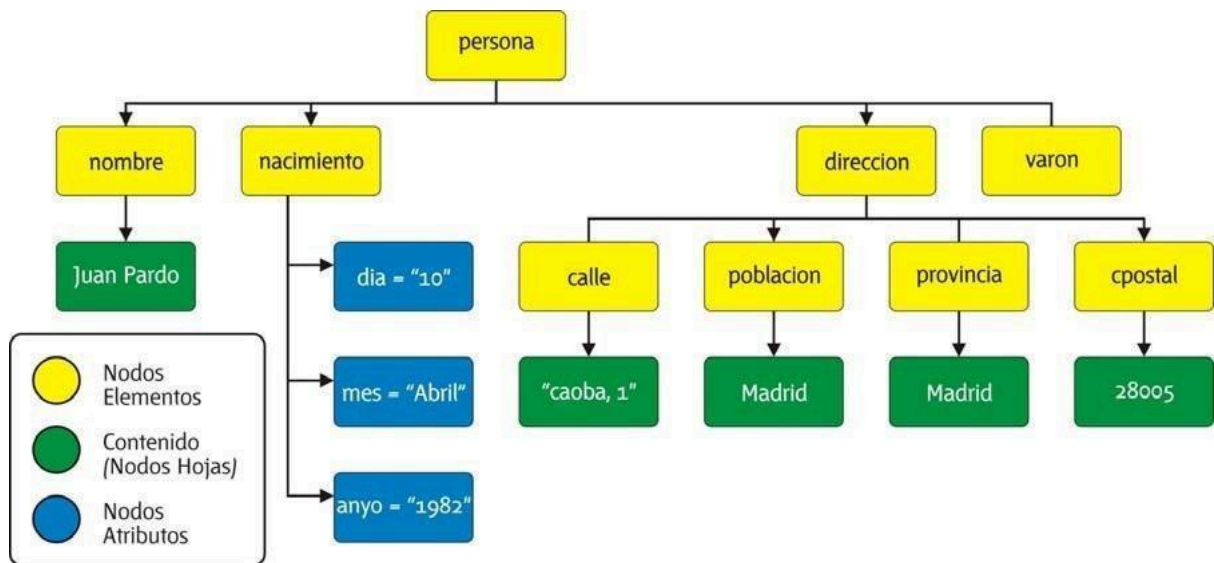 persona
nombre
nacimiento
direccion
varon
Juan Pardo
dia = "10"
calle
poblacion
provincia
cpostal
mes = "Abril"
"caoba, 1"
Madrid
Madrid
28005
anyo = "1982"
Nodos
Elementos
Contenido
(Nodos Hojas)
Nodos
Atributos